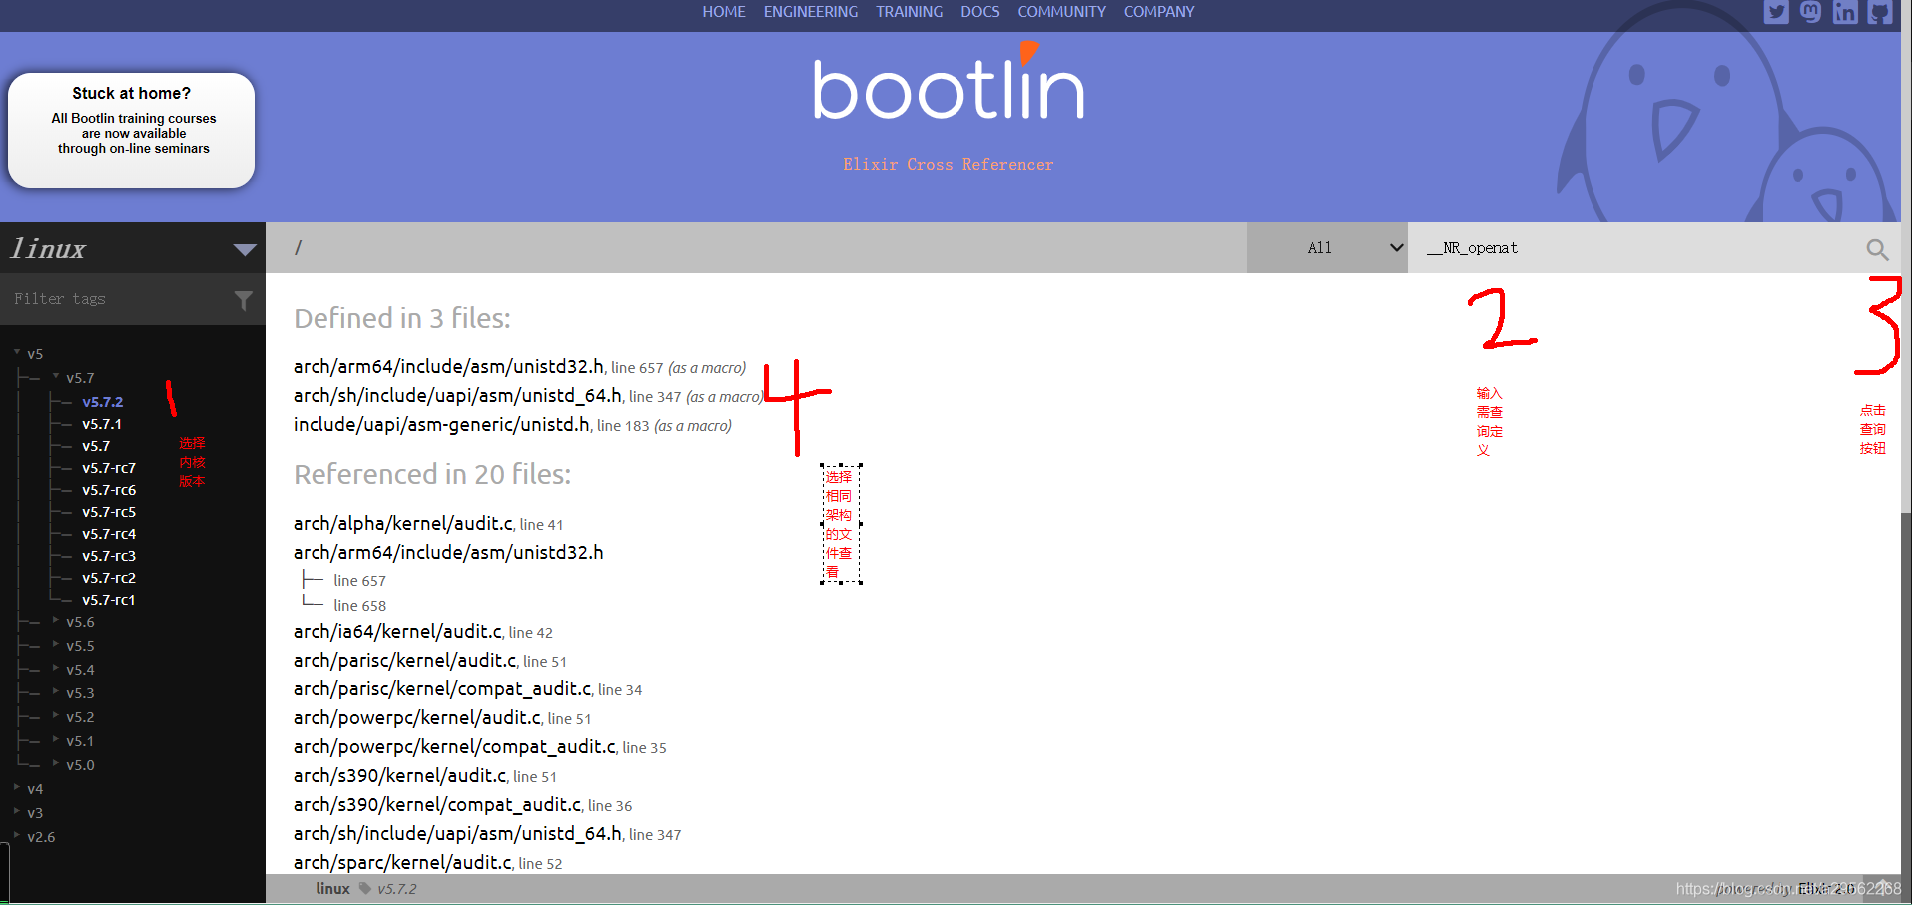 HOME ENGINEERING TRAINING DOCS COMMUNITY COMPANY
Stuck at home?
All Bootlin training courses
are now available
through on-line seminars
bootlin
Elixir Cross Referencer
linux
/
All
__NR_openat
Filter tags
v5
v5.7
v5.7.2
v5.7.1
v5.7
v5.7-rc7
v5.7-rc6
v5.7-rc5
v5.7-rc4
v5.7-rc3
v5.7-rc2
v5.7-rc1
v5.6
v5.5
v5.4
v5.3
v5.2
v5.1
v5.0
v4
v3
v2.6
1
选择
内核
版本
Defined in 3 files:
arch/arm64/include/asm/unistd32.h, line 657 (as a macro)
arch/sh/include/uapi/asm/unistd_64.h, line 347 (as a macro)
include/uapi/asm-generic/unistd.h, line 183 (as a macro)
4
选择
相同
架构
的文
件查
看
2
输入
需查
询定
义
3
点击
查询
按钮
Referenced in 20 files:
arch/alpha/kernel/audit.c, line 41
arch/arm64/include/asm/unistd32.h
line 657
line 658
arch/ia64/kernel/audit.c, line 42
arch/parisc/kernel/audit.c, line 51
arch/parisc/kernel/compat_audit.c, line 34
arch/powerpc/kernel/audit.c, line 51
arch/powerpc/kernel/compat_audit.c, line 35
arch/s390/kernel/audit.c, line 51
arch/s390/kernel/compat_audit.c, line 36
arch/sh/include/uapi/asm/unistd_64.h, line 347
arch/sparc/kernel/audit.c, line 52
linux v5.7.2